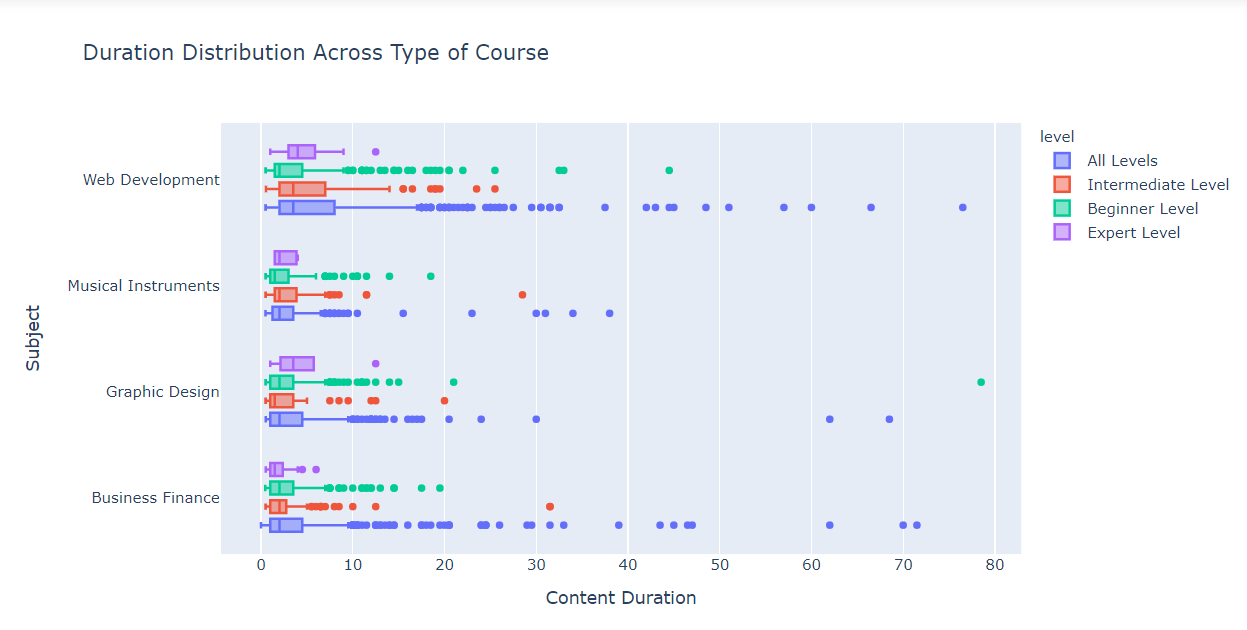 Duration Distribution Across Type of Course
level
All Levels
Intermediate Level
Beginner Level
Expert Level
Subject
Web Development
Musical Instruments
Graphic Design
Business Finance
0 10 20 30 40 50 60 70 80
Content Duration